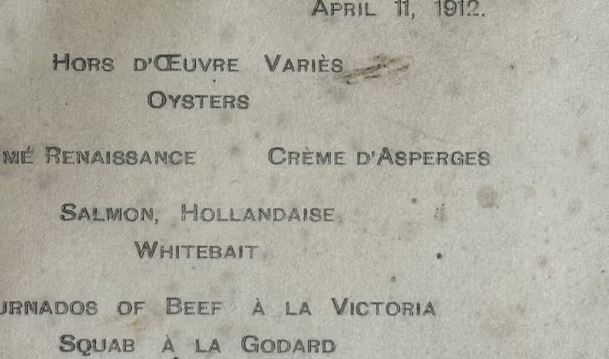 April 11, 1912.
Hors d'Œuvre Variès
Oysters
mé Renaissance Crème d'Asperges
Salmon, Hollandaise
Whitebait
urnados of Beef à la Victoria
Squab à la Godard